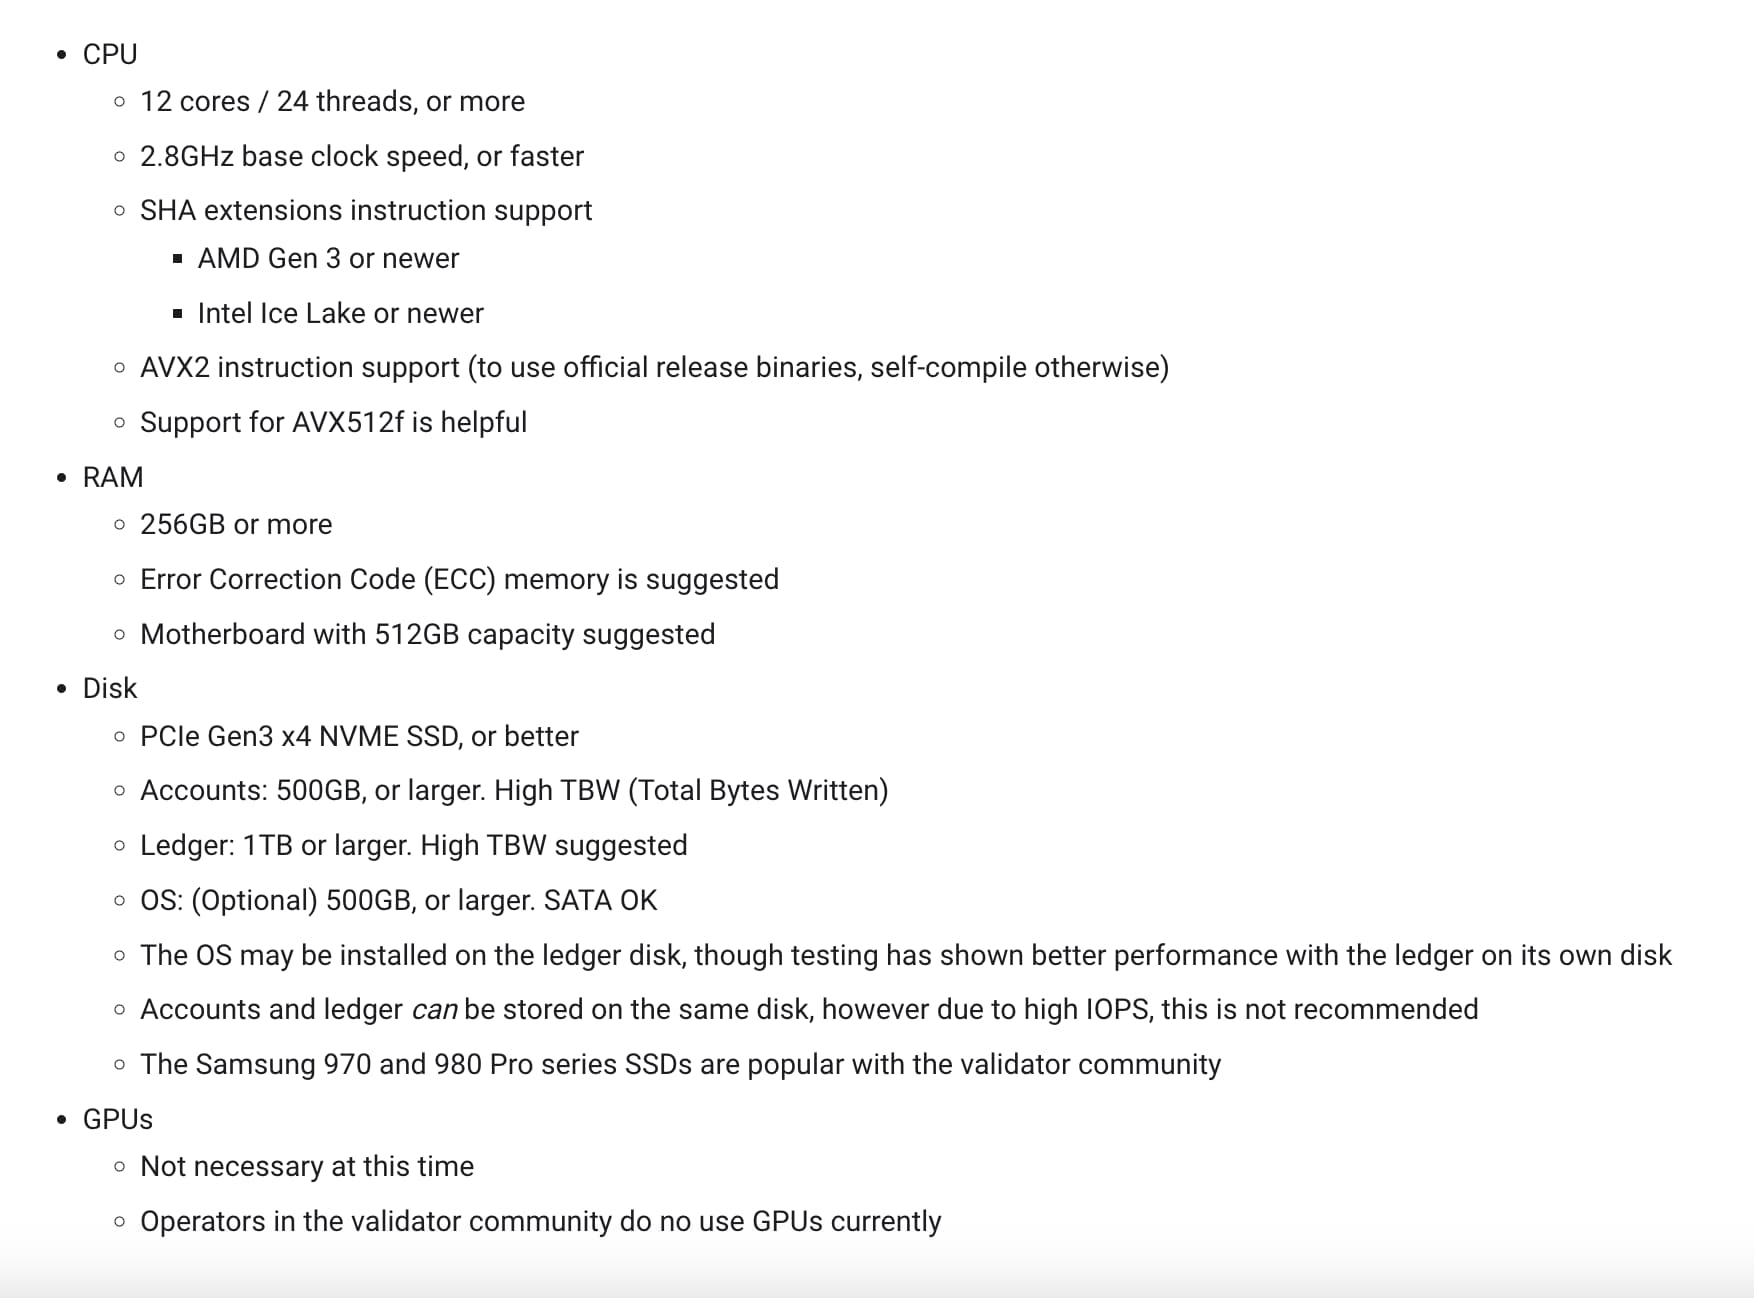 CPU
12 cores / 24 threads, or more
2.8GHz base clock speed, or faster
SHA extensions instruction support
AMD Gen 3 or newer
Intel Ice Lake or newer
AVX2 instruction support (to use official release binaries, self-compile otherwise)
Support for AVX512f is helpful
RAM
256GB or more
Error Correction Code (ECC) memory is suggested
Motherboard with 512GB capacity suggested
Disk
PCIe Gen3 x4 NVME SSD, or better
Accounts: 500GB, or larger. High TBW (Total Bytes Written)
Ledger: 1TB or larger. High TBW suggested
OS: (Optional) 500GB, or larger. SATA OK
The OS may be installed on the ledger disk, though testing has shown better performance with the ledger on its own disk
Accounts and ledger can be stored on the same disk, however due to high IOPS, this is not recommended
The Samsung 970 and 980 Pro series SSDs are popular with the validator community
GPUs
Not necessary at this time
Operators in the validator community do no use GPUs currently